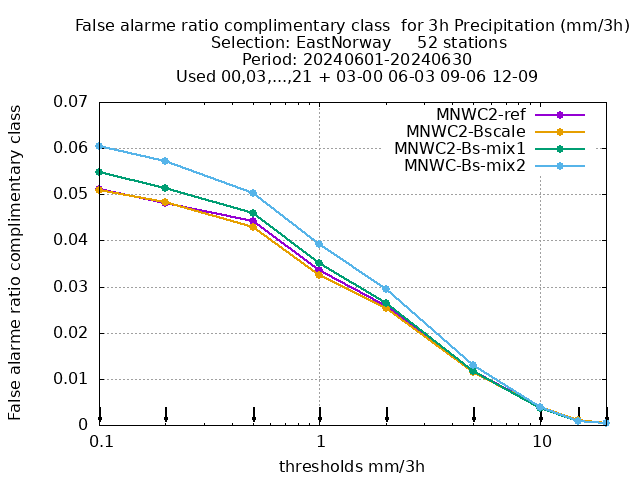 False alarme ratio complimentary class  for 3h Precipitation (mm/3h)
Selection: EastNorway     52 stations
Period: 20240601-20240630
Used 00,03,...,21 + 03-00 06-03 09-06 12-09
False alarme ratio complimentary class
0.07
0.06
0.05
0.04
0.03
0.02
0.01
0
MNWC2-ref
MNWC2-Bscale
MNWC2-Bs-mix1
MNWC-Bs-mix2
0.1 1 10
thresholds mm/3h